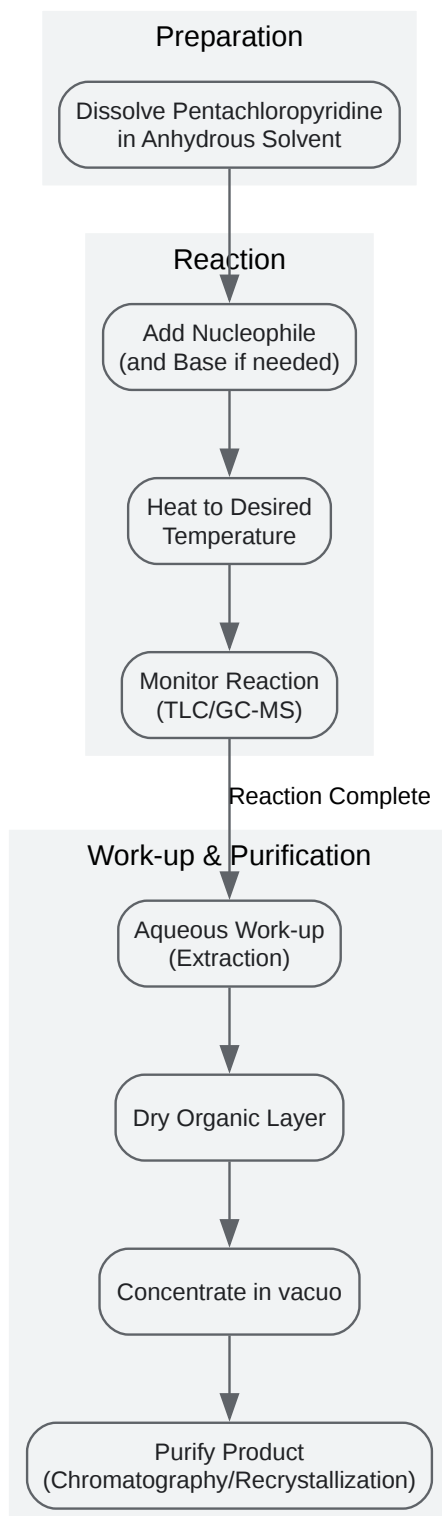 Preparation
Dissolve Pentachloropyridine
in Anhydrous Solvent
Reaction
Add Nucleophile
(and Base if needed)
Heat to Desired
Temperature
Monitor Reaction
(TLC/GC-MS)
Reaction Complete
Work-up & Purification
Aqueous Work-up
(Extraction)
Dry Organic Layer
Concentrate in vacuo
Purify Product
(Chromatography/Recrystallization)